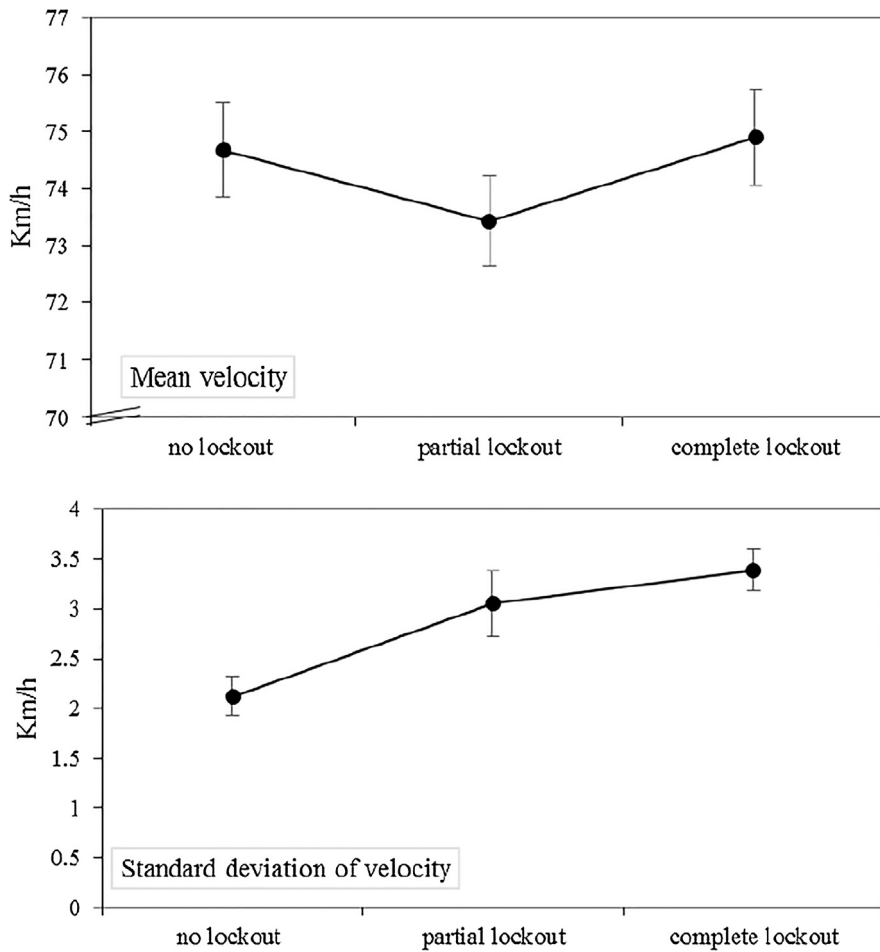 77
76
75
74
73
72
71
70
Km/h
Mean velocity
no lockout partial lockout complete lockout
4
3.5
3
2.5
2
1.5
1
0.5
0
Km/h
Standard deviation of velocity
no lockout partial lockout complete lockout